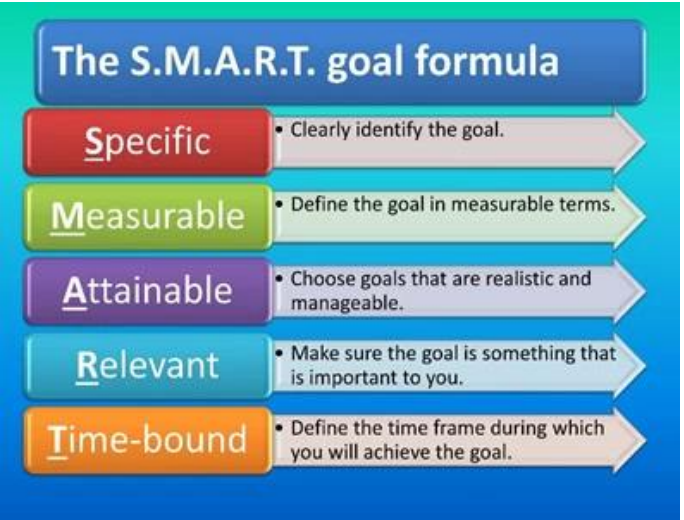 The S.M.A.R.T. goal formula
Specific
• Clearly identify the goal.
Measurable
• Define the goal in measurable terms.
Attainable
• Choose goals that are realistic and
manageable.
Relevant
• Make sure the goal is something that
is important to you.
Time-bound
• Define the time frame during which
you will achieve the goal.